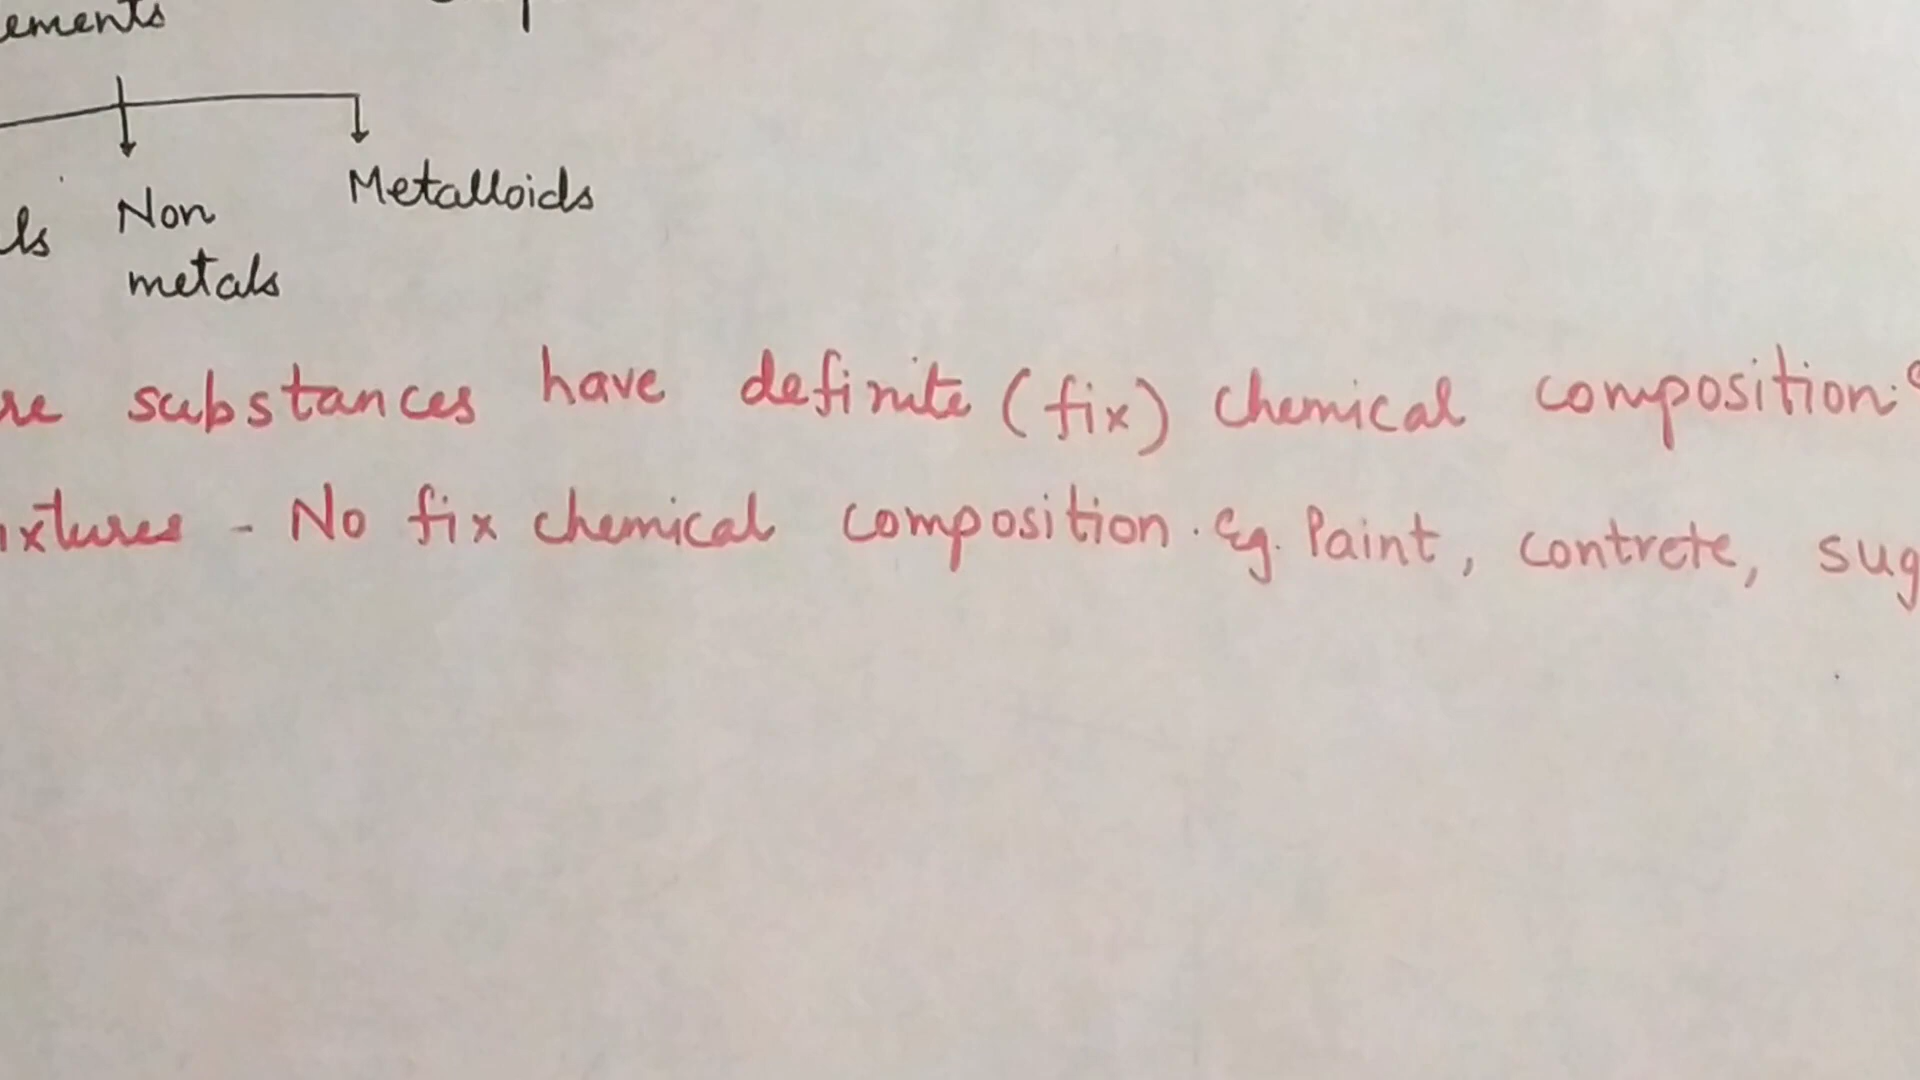 ements
Metalloids
ls Non
metals
re substances have definite (fix) chemical composition.
ixtures - No fix chemical composition. Eg. Paint, contrete, sug